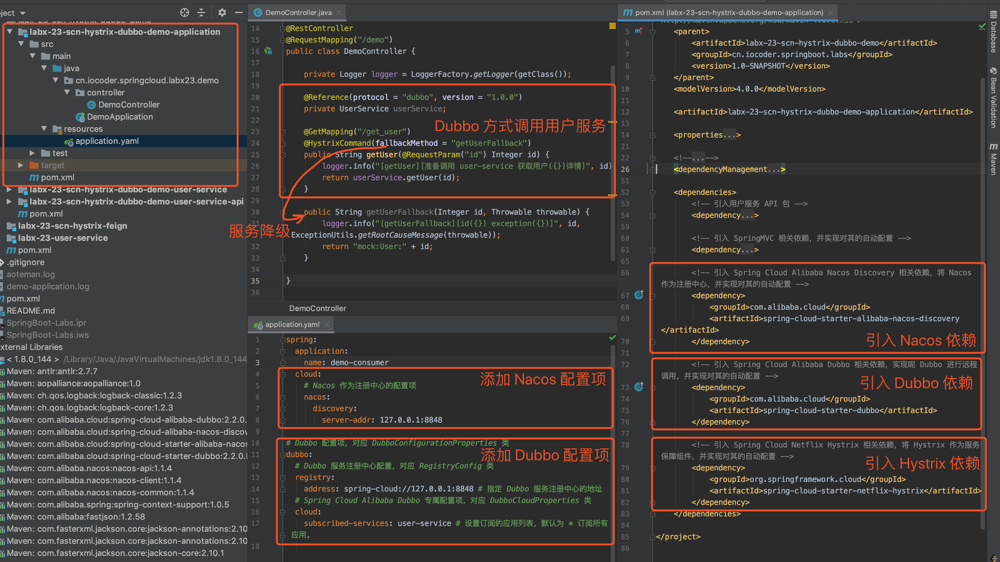 ject
labx-23-scn-hystrix-dubbo-demo-application
src
main
java
cn.iocoder.springcloud.labx23.demo
controller
DemoController
DemoApplication
resources
application.yaml
test
target
pom.xml
labx-23-scn-hystrix-dubbo-demo-user-service
labx-23-scn-hystrix-dubbo-demo-user-service-api
pom.xml
labx-23-scn-hystrix-feign
labx-23-user-service
pom.xml
.gitignore
aoteman.log
demo-application.log
pom.xml
README.md
SpringBoot-Labs.ipr
SpringBoot-Labs.iws
xternal Libraries
< 1.8.0_144 > /Library/Java/JavaVirtualMachines/jdk1.8.0_144
Maven: antlr:antlr:2.7.7
Maven: aopalliance:aopalliance:1.0
Maven: ch.qos.logback:logback-classic:1.2.3
Maven: ch.qos.logback:logback-core:1.2.3
Maven: com.alibaba.cloud:spring-cloud-alibaba-dubbo:2.2.0.
Maven: com.alibaba.cloud:spring-cloud-alibaba-nacos-disco
Maven: com.alibaba.cloud:spring-cloud-starter-alibaba-nacos
Maven: com.alibaba.cloud:spring-cloud-starter-dubbo:2.2.0.
Maven: com.alibaba.nacos:nacos-api:1.1.4
Maven: com.alibaba.nacos:nacos-client:1.1.4
Maven: com.alibaba.nacos:nacos-common:1.1.4
Maven: com.alibaba.spring:spring-context-support:1.0.5
Maven: com.alibaba:fastjson:1.2.58
Maven: com.fasterxml.jackson.core:jackson-annotations:2.10
Maven: com.fasterxml.jackson.core:jackson-annotations:2.10
Maven: com.fasterxml.jackson.core:jackson-core:2.10.1
DemoController.java
14 @RestController
15 @RequestMapping("/demo")
16 public class DemoController {
17
18 private Logger logger = LoggerFactory.getLogger(getClass());
19
20 @Reference(protocol = "dubbo", version = "1.0.0")
21 private UserService userService;
22
Dubbo 方式调用用户服务
23 @GetMapping("/get_user")
24 @HystrixCommand(fallbackMethod = "getUserFallback")
25 public String getUser(@RequestParam("id") Integer id) {
26 logger.info("[getUser][准备调用 user-service 获取用户({})详情]", id)
27 return userService.getUser(id);
28 }
29
30 public String getUserFallback(Integer id, Throwable throwable) {
服务降级
31 logger.info("[getUserFallback][id({}) exception({})]", id,
ExceptionUtils.getRootCauseMessage(throwable));
32 return "mock:User:" + id;
33 }
34
35 }
36
DemoController
application.yaml
1 spring:
2 application:
3 name: demo-consumer
4 cloud:
5 # Nacos 作为注册中心的配置项
6 nacos:
7 discovery:
8 server-addr: 127.0.0.1:8848
添加 Nacos 配置项
9
10 # Dubbo 配置项, 对应 DubboConfigurationProperties 类
11 dubbo:
添加 Dubbo 配置项
12 # Dubbo 服务注册中心配置, 对应 RegistryConfig 类
13 registry:
14 address: spring-cloud://127.0.0.1:8848 # 指定 Dubbo 服务注册中心的地址
15 # Spring Cloud Alibaba Dubbo 专属配置项, 对应 DubboCloudProperties 类
16 cloud:
17 subscribed-services: user-service # 设置订阅的应用列表, 默认为 * 订阅所有
应用。
18
pom.xml (labx-23-scn-hystrix-dubbo-demo-application)
5 <parent>
6 <artifactId>labx-23-scn-hystrix-dubbo-demo</artifactId>
7 <groupId>cn.iocoder.springboot.labs</groupId>
8 <version>1.0-SNAPSHOT</version>
9 </parent>
10 <modelVersion>4.0.0</modelVersion>
11
12 <artifactId>labx-23-scn-hystrix-dubbo-demo-application</artifactId>
13
14 <properties...>
<!--...-->
26 <dependencyManagement...>
<dependencies>
<!-- 引入用户服务 API 包 -->
<dependency...>
<!-- 引入 SpringMVC 相关依赖, 并实现对其的自动配置 -->
<dependency...>
<!-- 引入 Spring Cloud Alibaba Nacos Discovery 相关依赖, 将 Nacos
作为注册中心, 并实现对其的自动配置 -->
67 <dependency>
68 <groupId>com.alibaba.cloud</groupId>
69 <artifactId>spring-cloud-starter-alibaba-nacos-discovery
</artifactId>
70 </dependency>
引入 Nacos 依赖
71
72 <!-- 引入 Spring Cloud Alibaba Dubbo 相关依赖, 实现呢 Dubbo 进行远程
调用, 并实现对其的自动配置 -->
73 <dependency>
引入 Dubbo 依赖
74 <groupId>com.alibaba.cloud</groupId>
75 <artifactId>spring-cloud-starter-dubbo</artifactId>
76 </dependency>
77
78 <!-- 引入 Spring Cloud Netflix Hystrix 相关依赖, 将 Hystrix 作为服务
保障组件, 并实现对其的自动配置 -->
79 <dependency>
引入 Hystrix 依赖
80 <groupId>org.springframework.cloud</groupId>
81 <artifactId>spring-cloud-starter-netflix-hystrix</artifactId>
82 </dependency>
83 </dependencies>
84
85 </project>
86
Database
Bean Validation
Maven